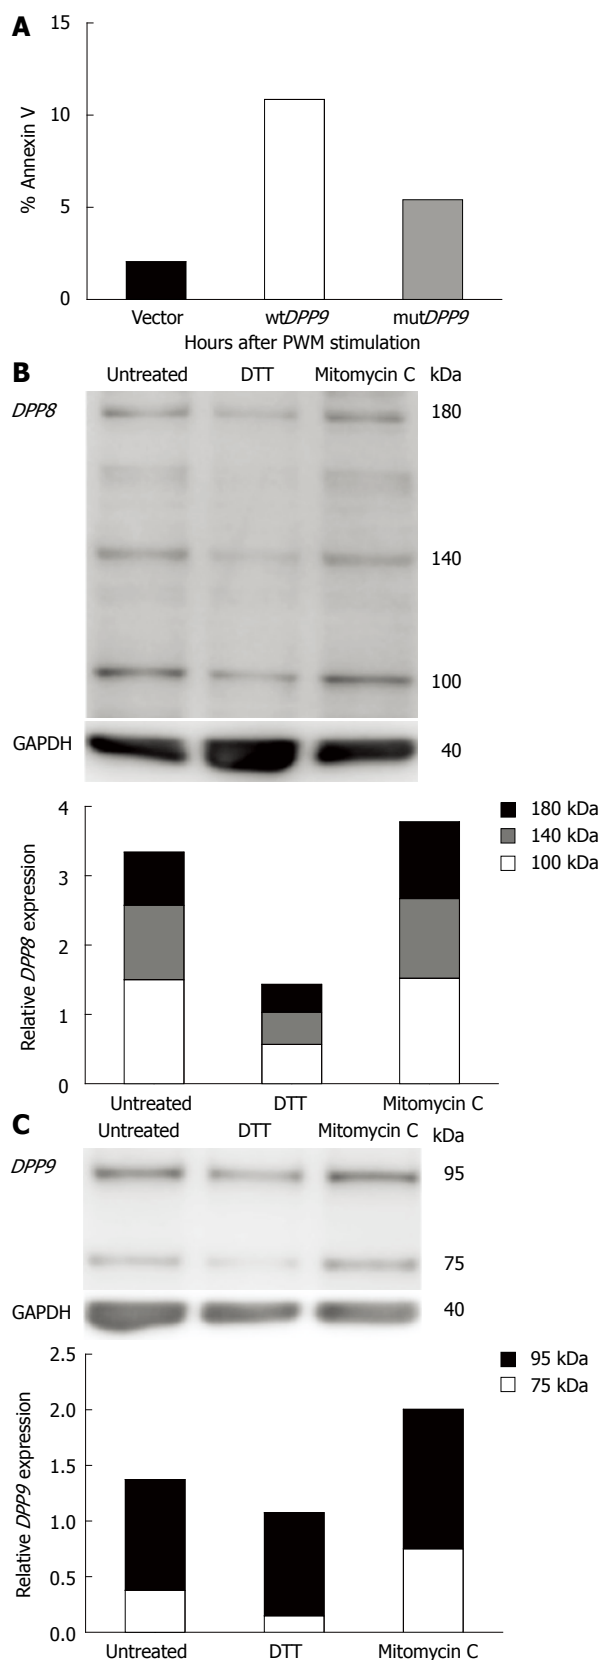 A
15
10
5
0
% Annexin V
Vector wtDPP9 mutDPP9
Hours after PWM stimulation
B
Untreated DTT Mitomycin C kDa
DPP8 180
140
100
GAPDH 40
4
3
2
1
0
Relative DPP8 expression
180 kDa
140 kDa
100 kDa
Untreated DTT Mitomycin C
C
Untreated DTT Mitomycin C kDa
DPP9 95
75
GAPDH 40
2.5
2.0
1.5
1.0
0.5
0.0
Relative DPP9 expression
95 kDa
75 kDa
Untreated DTT Mitomycin C